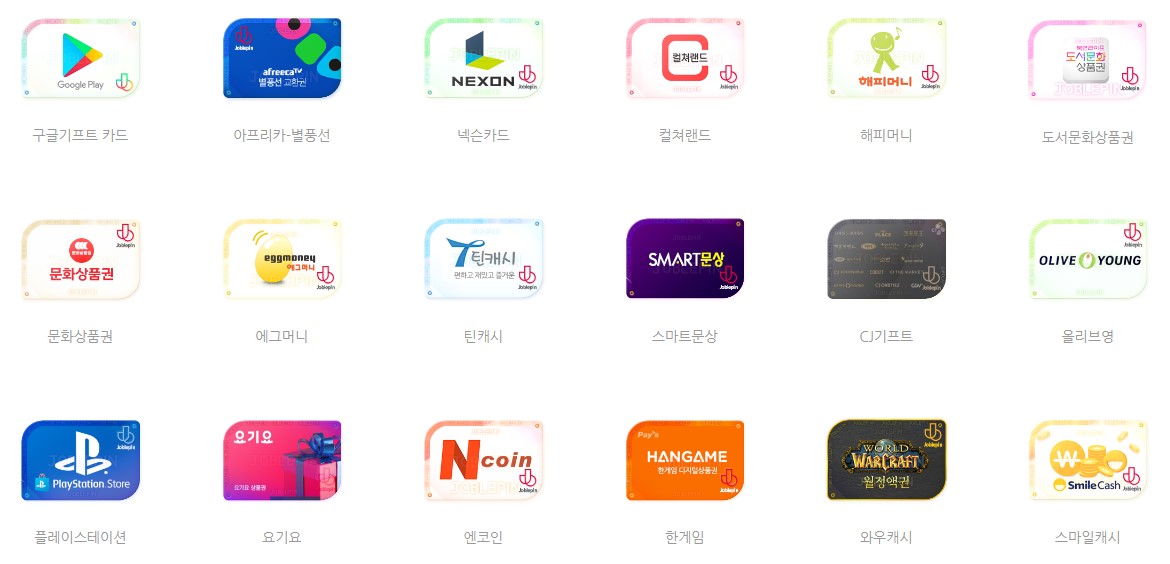 Google Play
Joblepin
afreecaTV
별풍선 교환권
NEXON
Joblepin
컬쳐랜드
Joblepin
해피머니
Joblepin
북앤라이프
도서문화
상품권
JOBLEPIN
Joblepin
구글기프트 카드
아프리카-별풍선
넥슨카드
컬쳐랜드
해피머니
도서문화상품권
Joblepin
문화상품권
eggmoney
에그머니
Joblepin
틴캐시
편하고 재밌고 즐거운
Joblepin
SMART문상
Joblepin
Joblepin
Joblepin
OLIVE YOUNG
문화상품권
에그머니
틴캐시
스마트문상
CJ기프트
올리브영
Joblepin
PlayStation Store
요기요
요기요 상품권
Ncoin
JOBLEPIN
Joblepin
Pay's
HANGAME
한게임 디지털상품권
Joblepin
Joblepin
WORLD
WARCRAFT
월정액권
W
Smile Cash
Joblepin
플레이스테이션
요기요
엔코인
한게임
와우캐시
스마일캐시